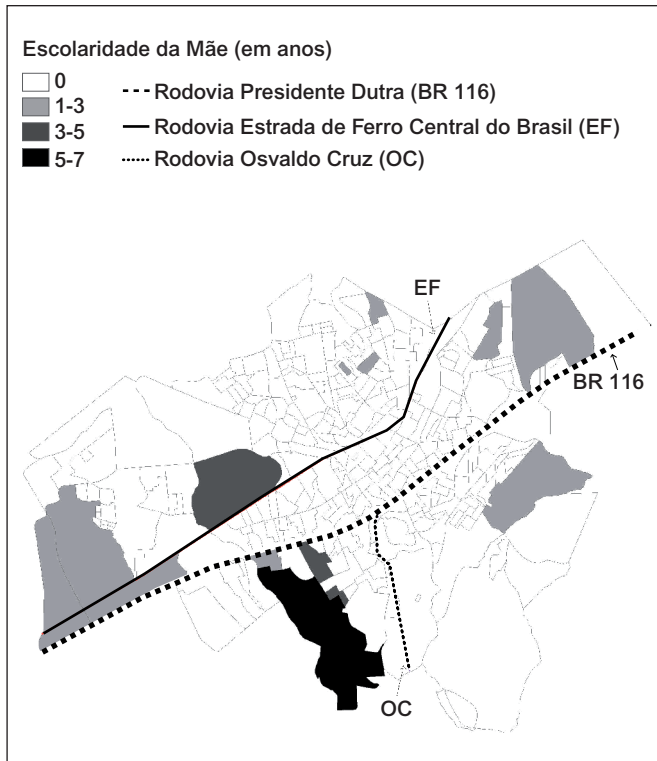 Escolaridade da Mãe (em anos)
0
1-3
3-5
5-7
Rodovia Presidente Dutra (BR 116)
Rodovia Estrada de Ferro Central do Brasil (EF)
Rodovia Osvaldo Cruz (OC)
EF
BR 116
OC